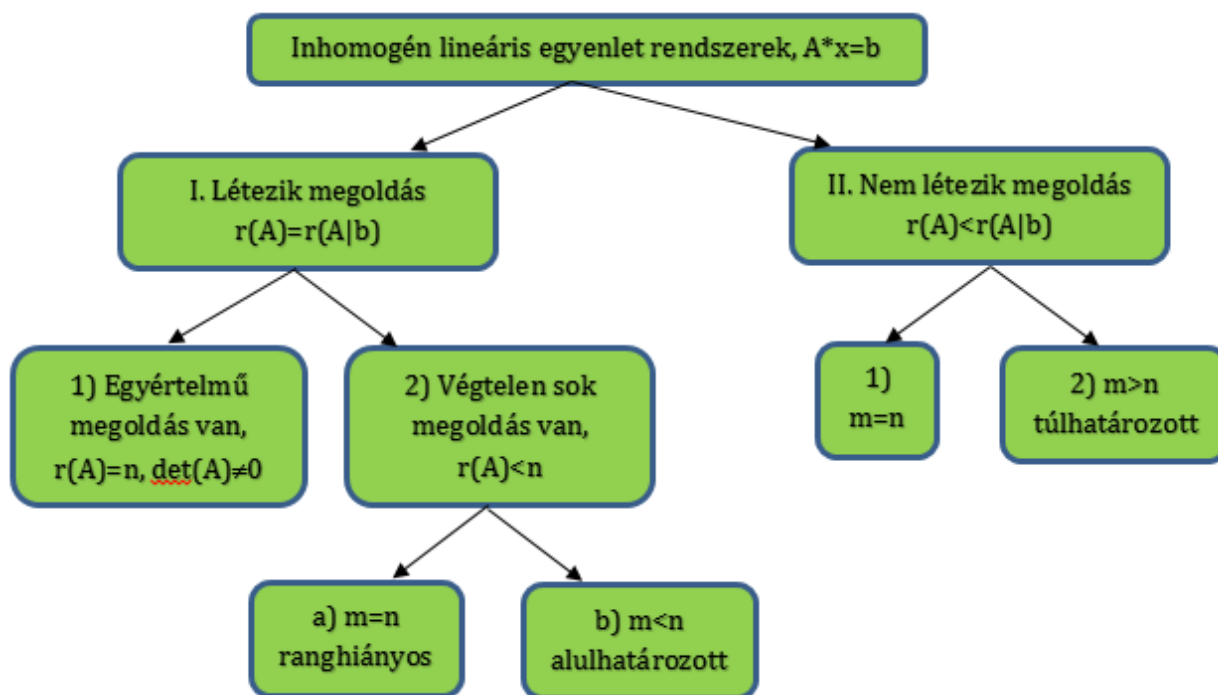 Inhomogén lineáris egyenlet rendszerek, A*x=b
I. Létezik megoldás
r(A)=r(A|b)
II. Nem létezik megoldás
r(A)<r(A|b)
1) Egyértelmű
megoldás van,
r(A)=n, det(A)≠0
2) Végtelen sok
megoldás van,
r(A)<n
1)
m=n
2) m>n
túlhatározott
a) m=n
ranghiányos
b) m<n
alulhatározott